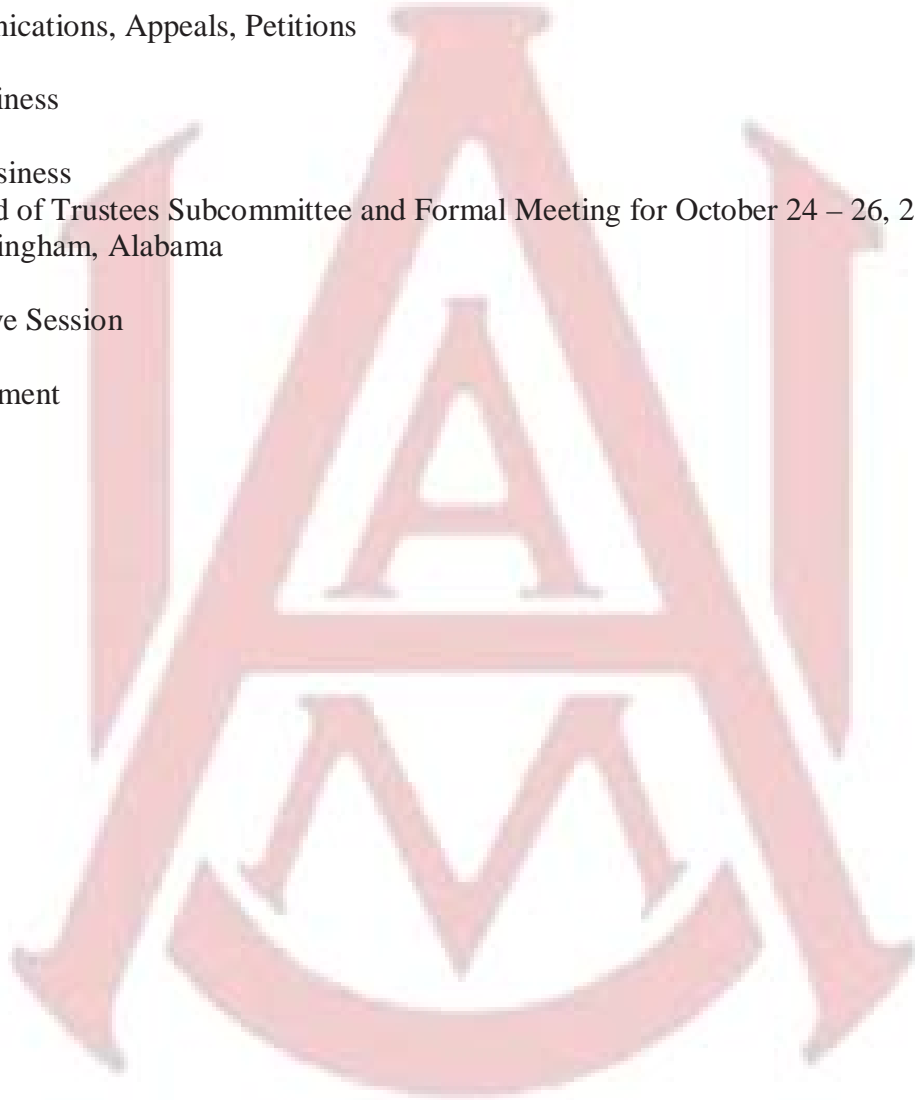 nications, Appeals, Petitions
iness
siness
d of Trustees Subcommittee and Formal Meeting for October 24 – 26, 2
ingham, Alabama
ve Session
ment
A
A
M
U